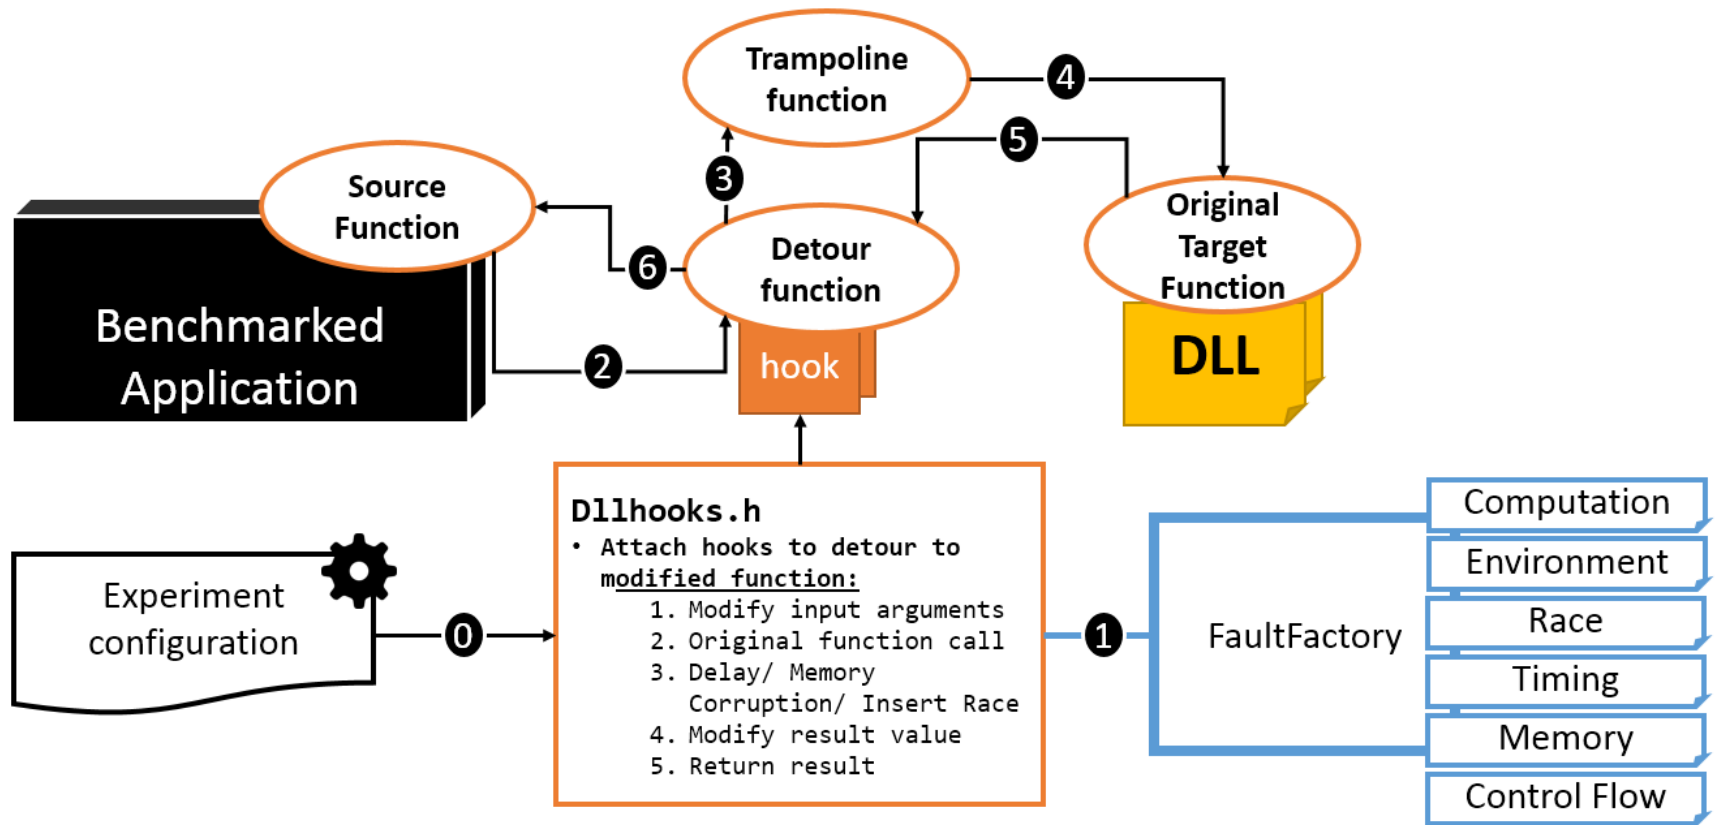 Trampoline
function
4
5
3
Source
Function
Original
Target
Function
Detour
function
6
Benchmarked
Application
2
hook
DLL
Dllhooks.h
• Attach hooks to detour to
modified function:
1. Modify input arguments
2. Original function call
3. Delay/ Memory
Corruption/ Insert Race
4. Modify result value
5. Return result
Experiment
configuration
0
1
FaultFactory
Computation
Environment
Race
Timing
Memory
Control Flow